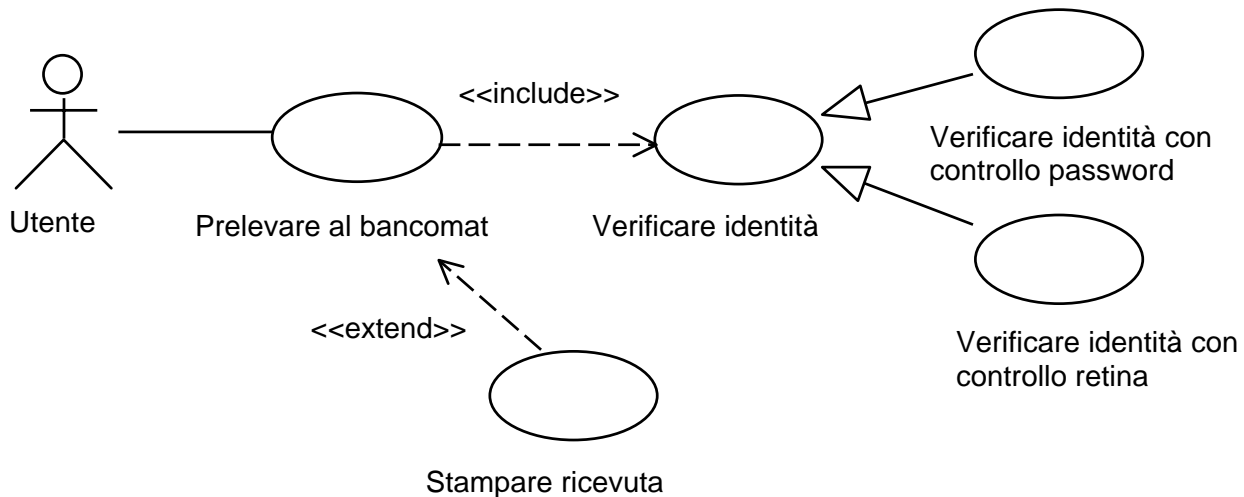 <<include>>
Verificare identità con
controllo password
Utente
Prelevare al bancomat
Verificare identità
<<extend>>
Verificare identità con
controllo retina
Stampare ricevuta